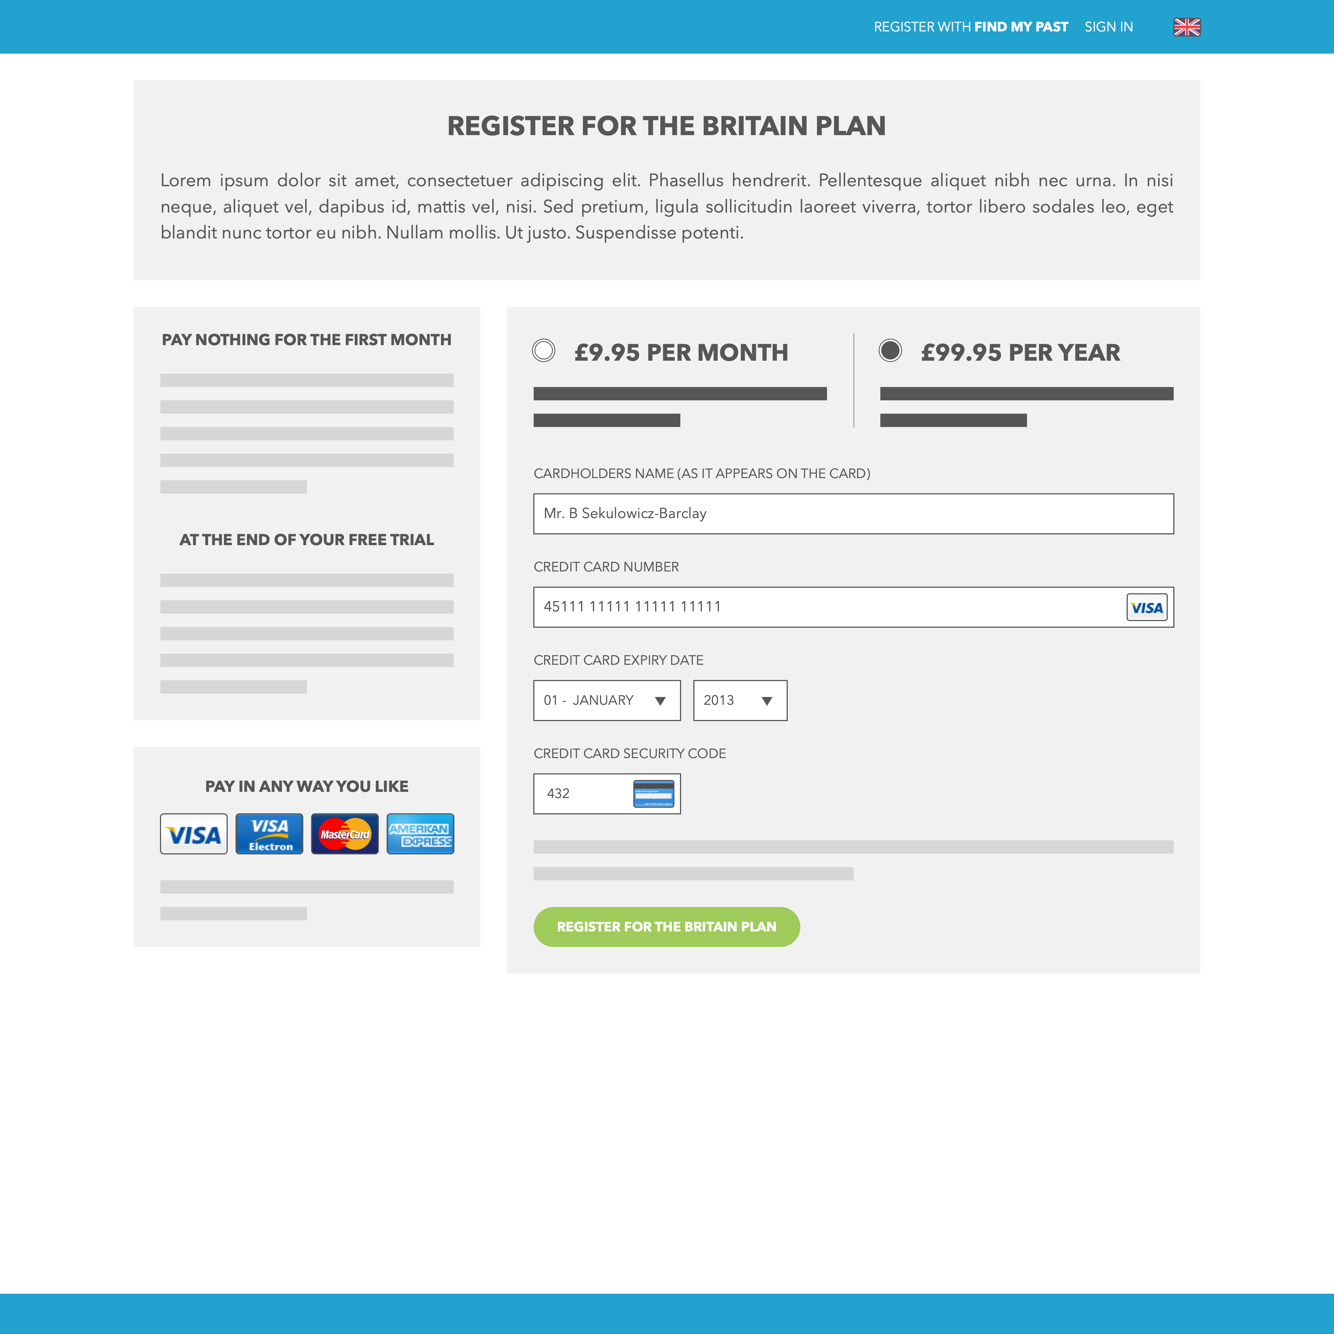 REGISTER WITH FIND MY PAST SIGN IN
REGISTER FOR THE BRITAIN PLAN
Lorem ipsum dolor sit amet, consectetuer adipiscing elit. Phasellus hendrerit. Pellentesque aliquet nibh nec urna. In nisi
neque, aliquet vel, dapibus id, mattis vel, nisi. Sed pretium, ligula sollicitudin laoreet viverra, tortor libero sodales leo, eget
blandit nunc tortor eu nibh. Nullam mollis. Ut justo. Suspendisse potenti.
PAY NOTHING FOR THE FIRST MONTH
AT THE END OF YOUR FREE TRIAL
PAY IN ANY WAY YOU LIKE
VISA
VISA
Electron
MasterCard
AMERICAN
EXPRESS
£9.95 PER MONTH
£99.95 PER YEAR
CARDHOLDERS NAME (AS IT APPEARS ON THE CARD)
Mr. B Sekulowicz-Barclay
CREDIT CARD NUMBER
45111 11111 11111 11111
VISA
CREDIT CARD EXPIRY DATE
01 - JANUARY
2013
CREDIT CARD SECURITY CODE
432
REGISTER FOR THE BRITAIN PLAN